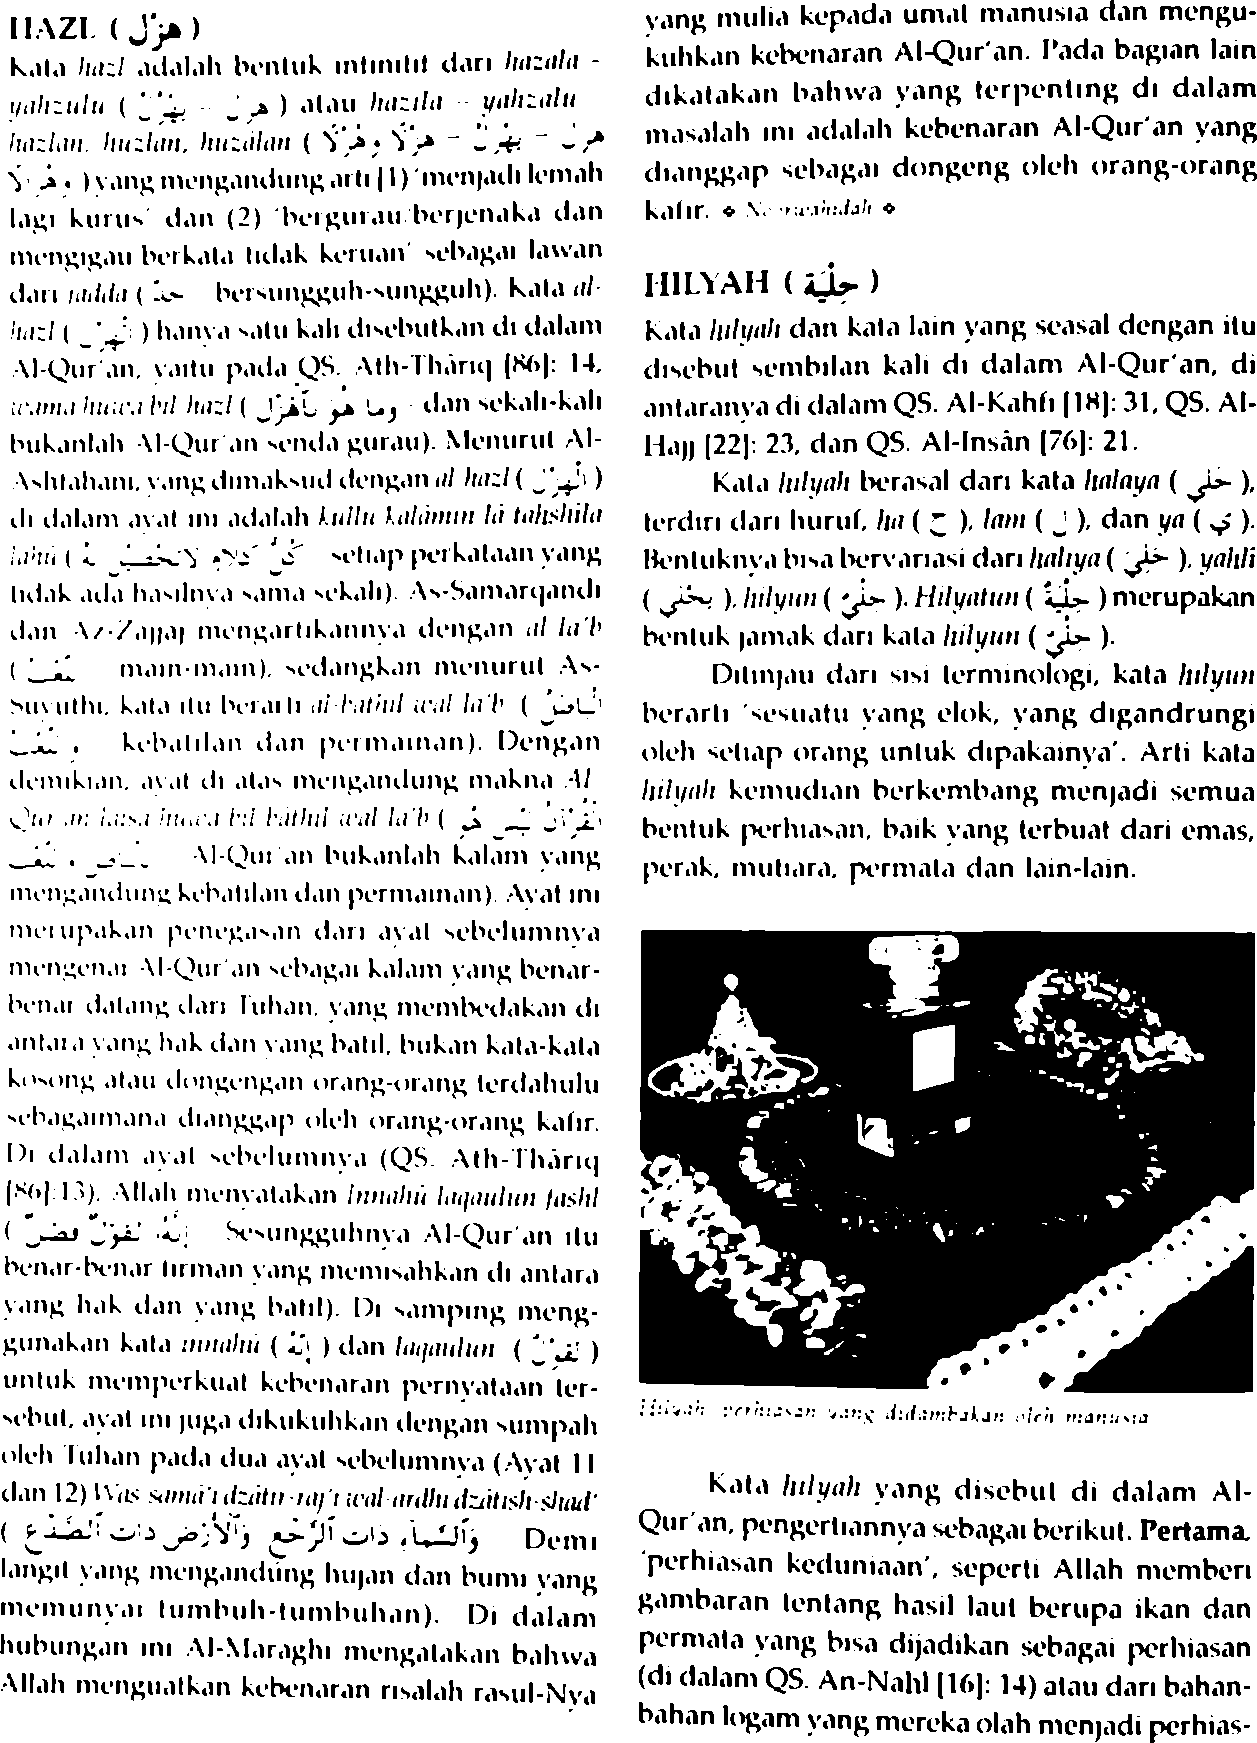 HAZL ( هَزْل )
Kata hazl adalah bentuk infinitif dari hazala -
yahzulu ( هزل - يهزل ) atau hazila - yahzalu
hazlan, huzlan, huzâlan ( هزل - يهزل - هزلا وهزلا
) yang mengandung arti (1) 'menjadi lemah
lagi kurus' dan (2) 'bergurau/berjenaka dan
mengigau berkata tidak keruan' sebagai lawan
dari jadda ( جد bersungguh-sungguh). Kata al-
hazl ( الهزل ) hanya satu kali disebutkan di dalam
Al-Qur'an, yaitu pada QS. Ath-Thâriq [86]: 14,
wama huwa bil hazl ( وما هو بالهزل dan sekali-kali
bukanlah Al-Qur'an senda gurau). Menurut Al-
Ashfahani, yang dimaksud dengan al hazl ( الهزل )
di dalam ayat ini adalah kullu kalâmin lâ tahshîla
lahû ( كل كلام لا تحصيل له setiap perkataan yang
tidak ada hasilnya sama sekali). As-Samarqandi
dan Az-Zajjaj mengartikannya dengan al la'b
( main-main), sedangkan menurut As-
Suyuthi, kata itu berarti al-bathil wal la'b (
kebatilan dan permainan). Dengan
demikian, ayat di atas mengandung makna Al-
Qur'an laisa huwa bil bâthil wal la'b (
Al-Qur'an bukanlah kalam yang
mengandung kebatilan dan permainan). Ayat ini
merupakan penegasan dari ayat sebelumnya
mengenai Al-Qur'an sebagai kalam yang benar-
benar datang dari Tuhan, yang membedakan di
antara yang hak dan yang batil, bukan kata-kata
kosong atau dongengan orang-orang terdahulu
sebagaimana dianggap oleh orang-orang kafir.
Di dalam ayat sebelumnya (QS. Ath-Thâriq
[86]:13), Allah menyatakan Innahû laqaulun fashl
( إنه لقول فصل Sesungguhnya Al-Qur'an itu
benar-benar firman yang memisahkan di antara
yang hak dan yang batil). Di samping meng-
gunakan kata innahû ( إنه ) dan laqaulun ( لقول )
untuk memperkuat kebenaran pernyataan ter-
sebut, ayat ini juga dikukuhkan dengan sumpah
oleh Tuhan pada dua ayat sebelumnya (Ayat 11
dan 12) Was samâ'i dzâtir-raj'i wal-ardhi dzâtish-shad'
( والسماء ذات الرجع والأرض ذات الصدع Demi
langit yang mengandung hujan dan bumi yang
memunyai tumbuh-tumbuhan). Di dalam
hubungan ini Al-Maraghi mengatakan bahwa
Allah menguatkan kebenaran risalah rasul-Nya
yang mulia kepada umat manusia dan mengu-
kuhkan kebenaran Al-Qur'an. Pada bagian lain
dikatakan bahwa yang terpenting di dalam
masalah ini adalah kebenaran Al-Qur'an yang
dianggap sebagai dongeng oleh orang-orang
kafir.
HILYAH ( حِلْيَة )
Kata hilyah dan kata lain yang seasal dengan itu
disebut sembilan kali di dalam Al-Qur'an, di
antaranya di dalam QS. Al-Kahfi [18]: 31, QS. Al-
Hajj [22]: 23, dan QS. Al-Insân [76]: 21.
Kata hilyah berasal dari kata halaya ( حلي ),
terdiri dari huruf, ha ( ح ), lam ( ل ), dan ya ( ي ).
Bentuknya bisa bervariasi dari haliya ( حلي ), yahli
( يحلي ), hilyun ( حلي ). Hilyatun ( حلية ) merupakan
bentuk jamak dari kata hilyun ( حلي ).
Ditinjau dari sisi terminologi, kata hilyun
berarti 'sesuatu yang elok, yang digandrungi
oleh setiap orang untuk dipakainya'. Arti kata
hilyah kemudian berkembang menjadi semua
bentuk perhiasan, baik yang terbuat dari emas,
perak, mutiara, permata dan lain-lain.
Hilyah: perhiasan yang didambakan oleh manusia
Kata hilyah yang disebut di dalam Al-
Qur'an, pengertiannya sebagai berikut. Pertama,
'perhiasan keduniaan', seperti Allah memberi
gambaran tentang hasil laut berupa ikan dan
permata yang bisa dijadikan sebagai perhiasan
(di dalam QS. An-Nahl [16]: 14) atau dari bahan-
bahan logam yang mereka olah menjadi perhias-